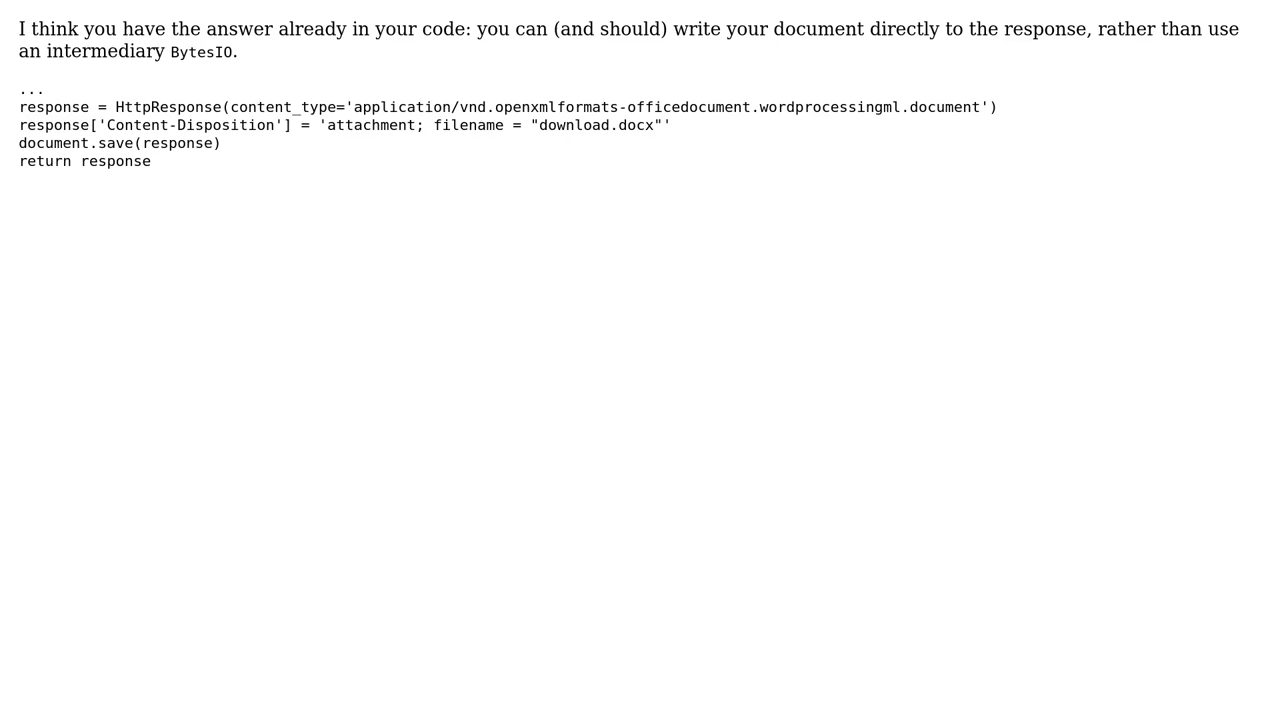 I think you have the answer already in your code: you can (and should) write your document directly to the response, rather than use
an intermediary BytesIO.
...
response = HttpResponse(content_type='application/vnd.openxmlformats-officedocument.wordprocessingml.document')
response['Content-Disposition'] = 'attachment; filename = "download.docx"'
document.save(response)
return response